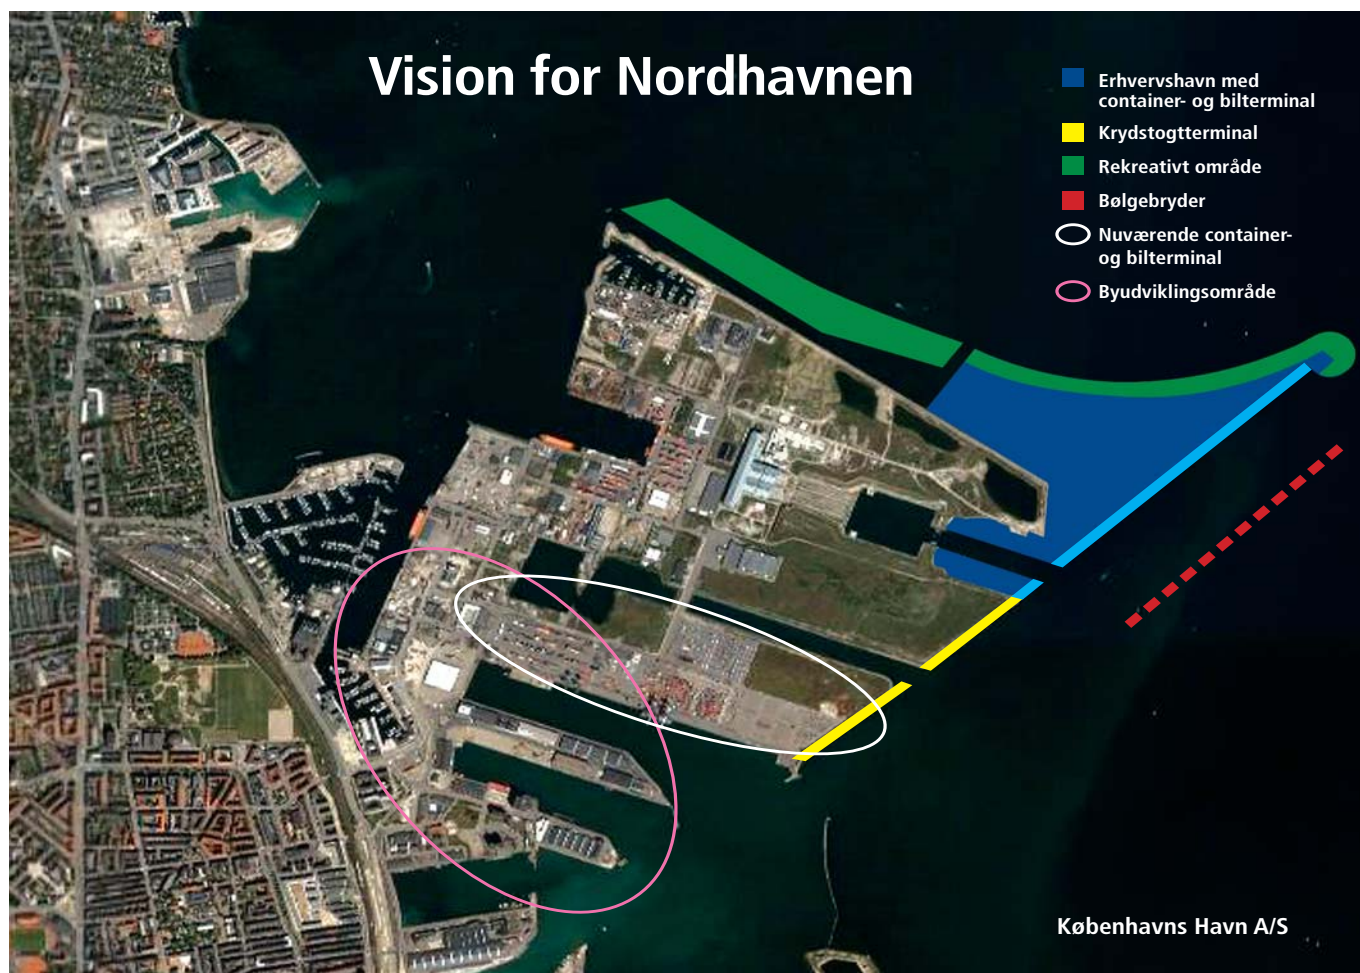 Vision for Nordhavnen
Erhvervshavn med
container- og bilterminal
Krydstogtterminal
Rekreativt område
Bølgebryder
Nuværende container-
og bilterminal
Byudviklingsområde
Københavns Havn A/S